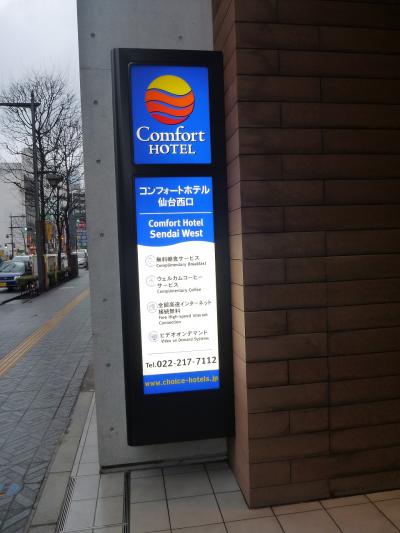 Comfort
HOTEL
コンフォートホテル
仙台西口
Comfort Hotel
Sendai West
無料朝食サービス
Complimentary Breakfast
ウェルカムコーヒー
サービス
Complimentary Coffee
全館高速インターネット
接続無料
Free High-speed Internet
Connection
ビデオオンデマンド
Video on Demand Systems
Tel.022-217-7112
www.choice-hotels.jp